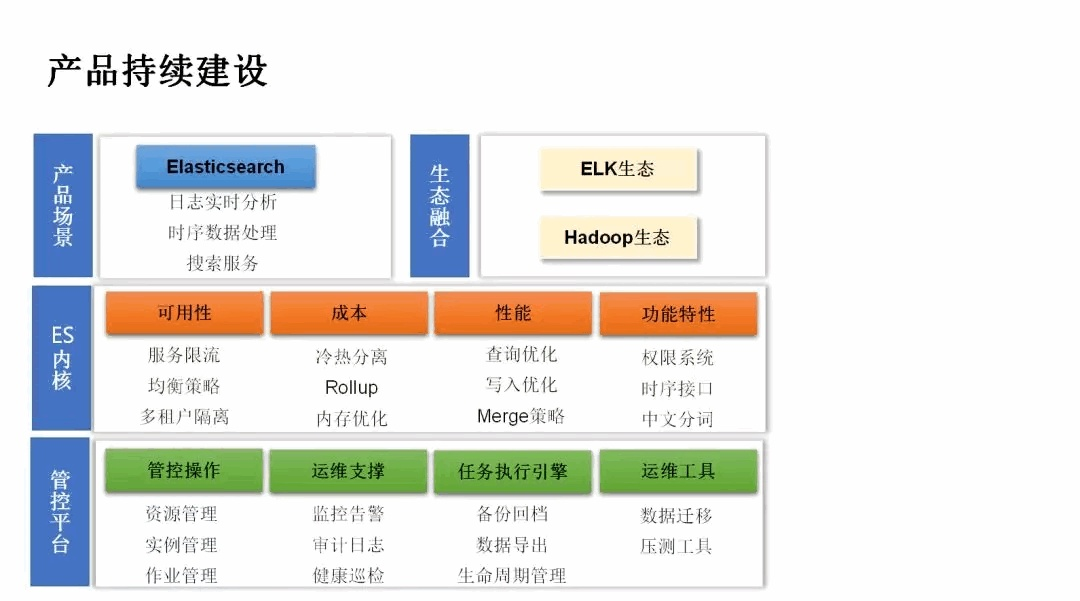 产品持续建设
产品场景
Elasticsearch
日志实时分析
时序数据处理
搜索服务
生态融合
ELK生态
Hadoop生态
ES内核
可用性
服务限流
均衡策略
多租户隔离
成本
冷热分离
Rollup
内存优化
性能
查询优化
写入优化
Merge策略
功能特性
权限系统
时序接口
中文分词
管控平台
管控操作
资源管理
实例管理
作业管理
运维支撑
监控告警
审计日志
健康巡检
任务执行引擎
备份回档
数据导出
生命周期管理
运维工具
数据迁移
压测工具